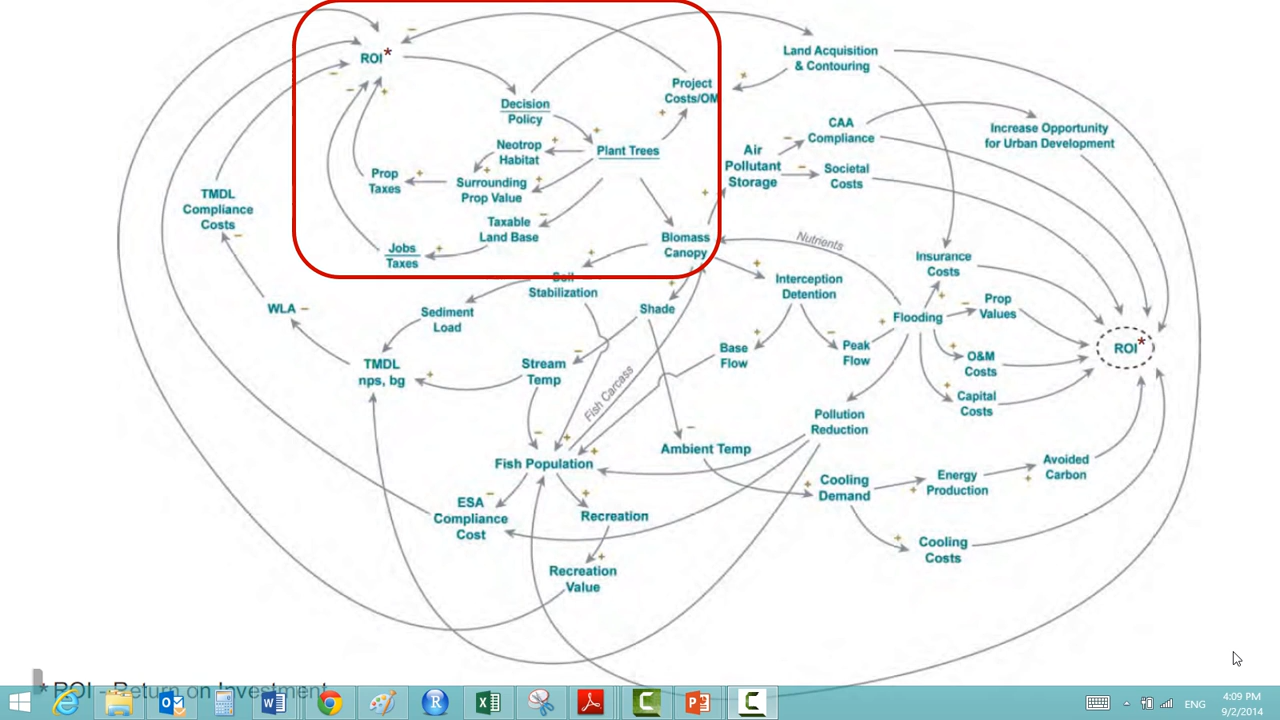 ROI*
Project
Costs/OM
Land Acquisition
& Contouring
Decision
Policy
CAA
Compliance
Increase Opportunity
for Urban Development
Neotrop
Habitat
Plant Trees
Air
Pollutant
Storage
Prop
Taxes
Surrounding
Prop Value
Societal
Costs
TMDL
Compliance
Costs
Taxable
Land Base
Jobs
Taxes
Biomass
Canopy
Nutrients
Insurance
Costs
Soil
Stabilization
Interception
Detention
WLA
Sediment
Load
Shade
Flooding
Prop
Values
TMDL
nps, bg
Stream
Temp
Base
Flow
Peak
Flow
O&M
Costs
ROI*
Fish Carcass
Capital
Costs
Pollution
Reduction
Ambient Temp
Fish Population
Cooling
Demand
Energy
Production
Avoided
Carbon
ESA
Compliance
Cost
Recreation
Cooling
Costs
Recreation
Value
* ROI - Return on Investment
ENG
4:09 PM
9/2/2014